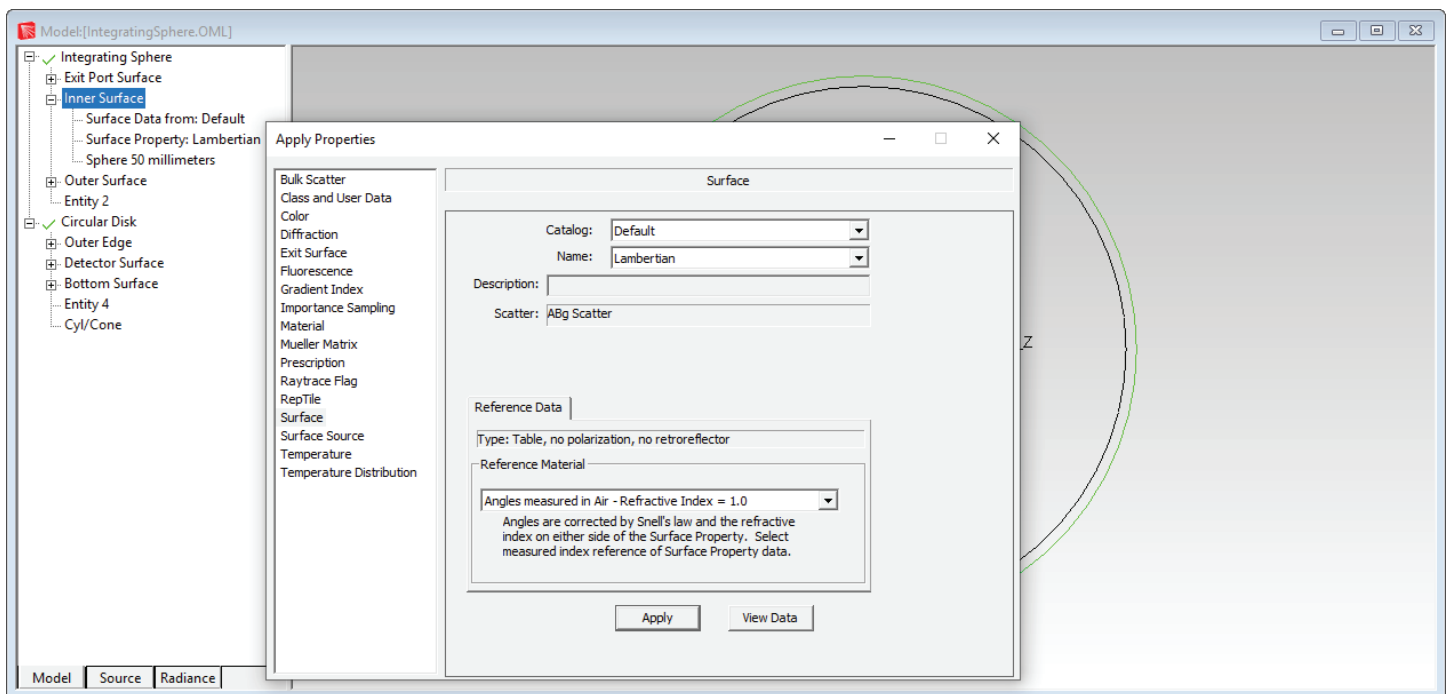 Model:[IntegratingSphere.OML]
Integrating Sphere
Exit Port Surface
Inner Surface
Surface Data from: Default
Surface Property: Lambertian
Sphere 50 millimeters
Outer Surface
Entity 2
Circular Disk
Outer Edge
Detector Surface
Bottom Surface
Entity 4
Cyl/Cone
Model Source Radiance
Apply Properties
Bulk Scatter
Class and User Data
Color
Diffraction
Exit Surface
Fluorescence
Gradient Index
Importance Sampling
Material
Mueller Matrix
Prescription
Raytrace Flag
RepTile
Surface
Surface Source
Temperature
Temperature Distribution
Surface
Catalog: Default
Name: Lambertian
Description:
Scatter: ABg Scatter
Reference Data
Type: Table, no polarization, no retroreflector
Reference Material
Angles measured in Air - Refractive Index = 1.0
Angles are corrected by Snell's law and the refractive
index on either side of the Surface Property. Select
measured index reference of Surface Property data.
Apply View Data
Z